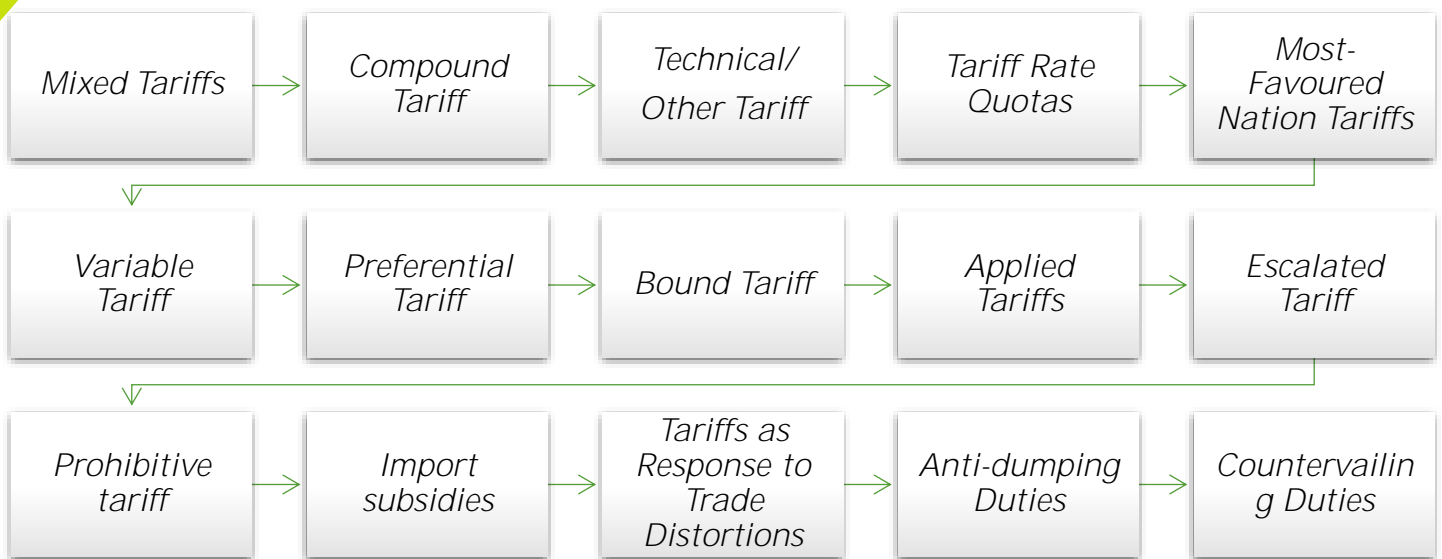 Mixed Tariffs
Compound
Tariff
Technical/
Other Tariff
Tariff Rate
Quotas
Most-
Favoured
Nation Tariffs
Variable
Tariff
Preferential
Tariff
Bound Tariff
Applied
Tariffs
Escalated
Tariff
Prohibitive
tariff
Import
subsidies
Tariffs as
Response to
Trade
Distortions
Anti-dumping
Duties
Countervailin
g Duties